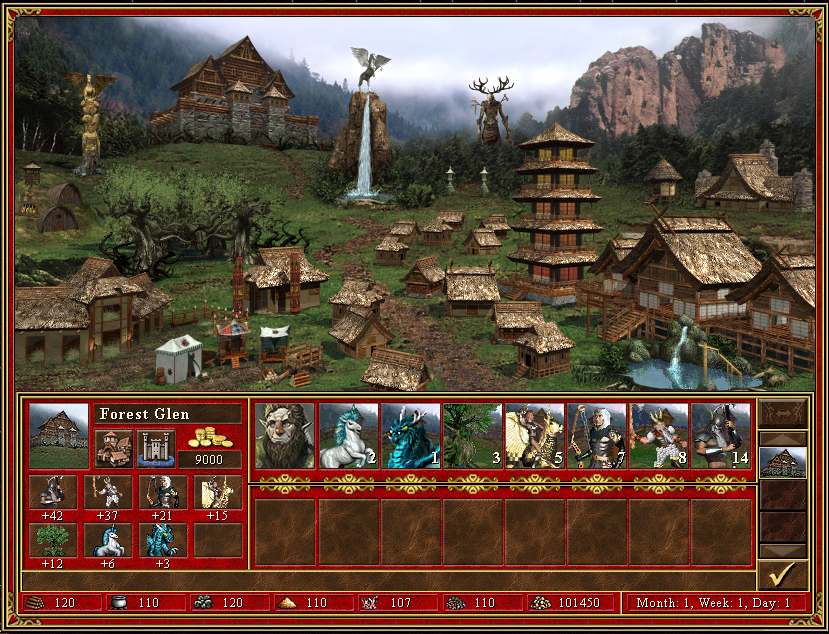 Forest Glen
9000
2 1 3 5 7 8 14
+42 +37 +21 +15
+12 +6 +3
120 110 120 110 107 110 101450 Month: 1, Week: 1, Day: 1